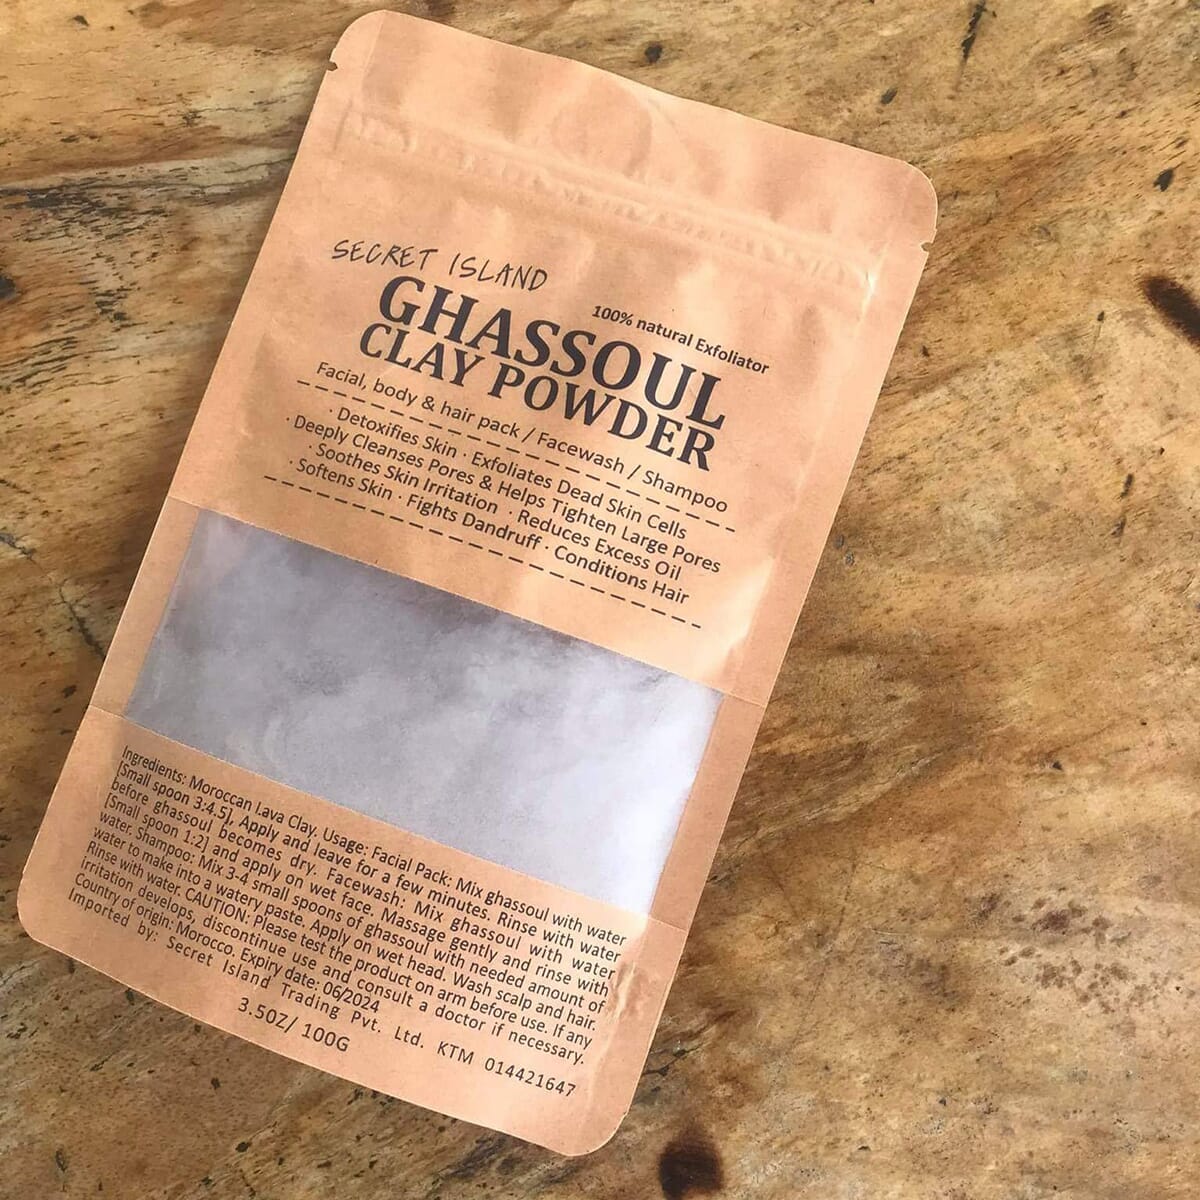 SECRET ISLAND
100% natural Exfoliator
GHASSOUL
CLAY POWDER
Facial, body & hair pack / Facewash / Shampoo
· Detoxifies Skin · Exfoliates Dead Skin Cells
· Deeply Cleanses Pores & Helps Tighten Large Pores
· Soothes Skin Irritation · Reduces Excess Oil
· Softens Skin · Fights Dandruff · Conditions Hair
Ingredients: Moroccan Lava Clay. Usage: Facial Pack: Mix ghassoul with water
[Small spoon 3:4.5], Apply and leave for a few minutes. Rinse with water
before ghassoul becomes dry. Facewash: Mix ghassoul with water
[Small spoon 1:2] and apply on wet face. Massage gently and rinse with
water. Shampoo: Mix 3-4 small spoons of ghassoul with needed amount of
water to make into a watery paste. Apply on wet head. Wash scalp and hair.
Rinse with water. CAUTION: Please test the product on arm before use. If any
irritation develops, discontinue use and consult a doctor if necessary.
Country of origin: Morocco. Expiry date: 06/2024
Imported by: Secret Island Trading Pvt. Ltd. KTM 014421647
3.5OZ/ 100G